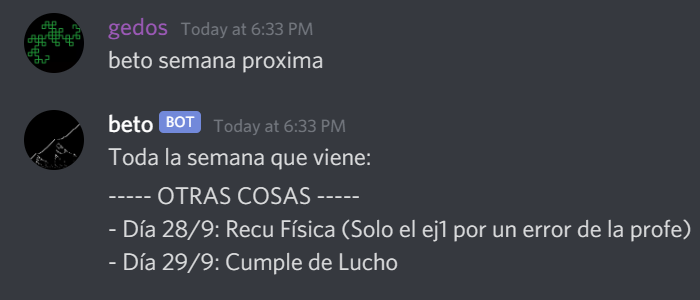 gedos Today at 6:33 PM
beto semana proxima
beto BOT Today at 6:33 PM
Toda la semana que viene:
----- OTRAS COSAS -----
- Día 28/9: Recu Física (Solo el ej1 por un error de la profe)
- Día 29/9: Cumple de Lucho